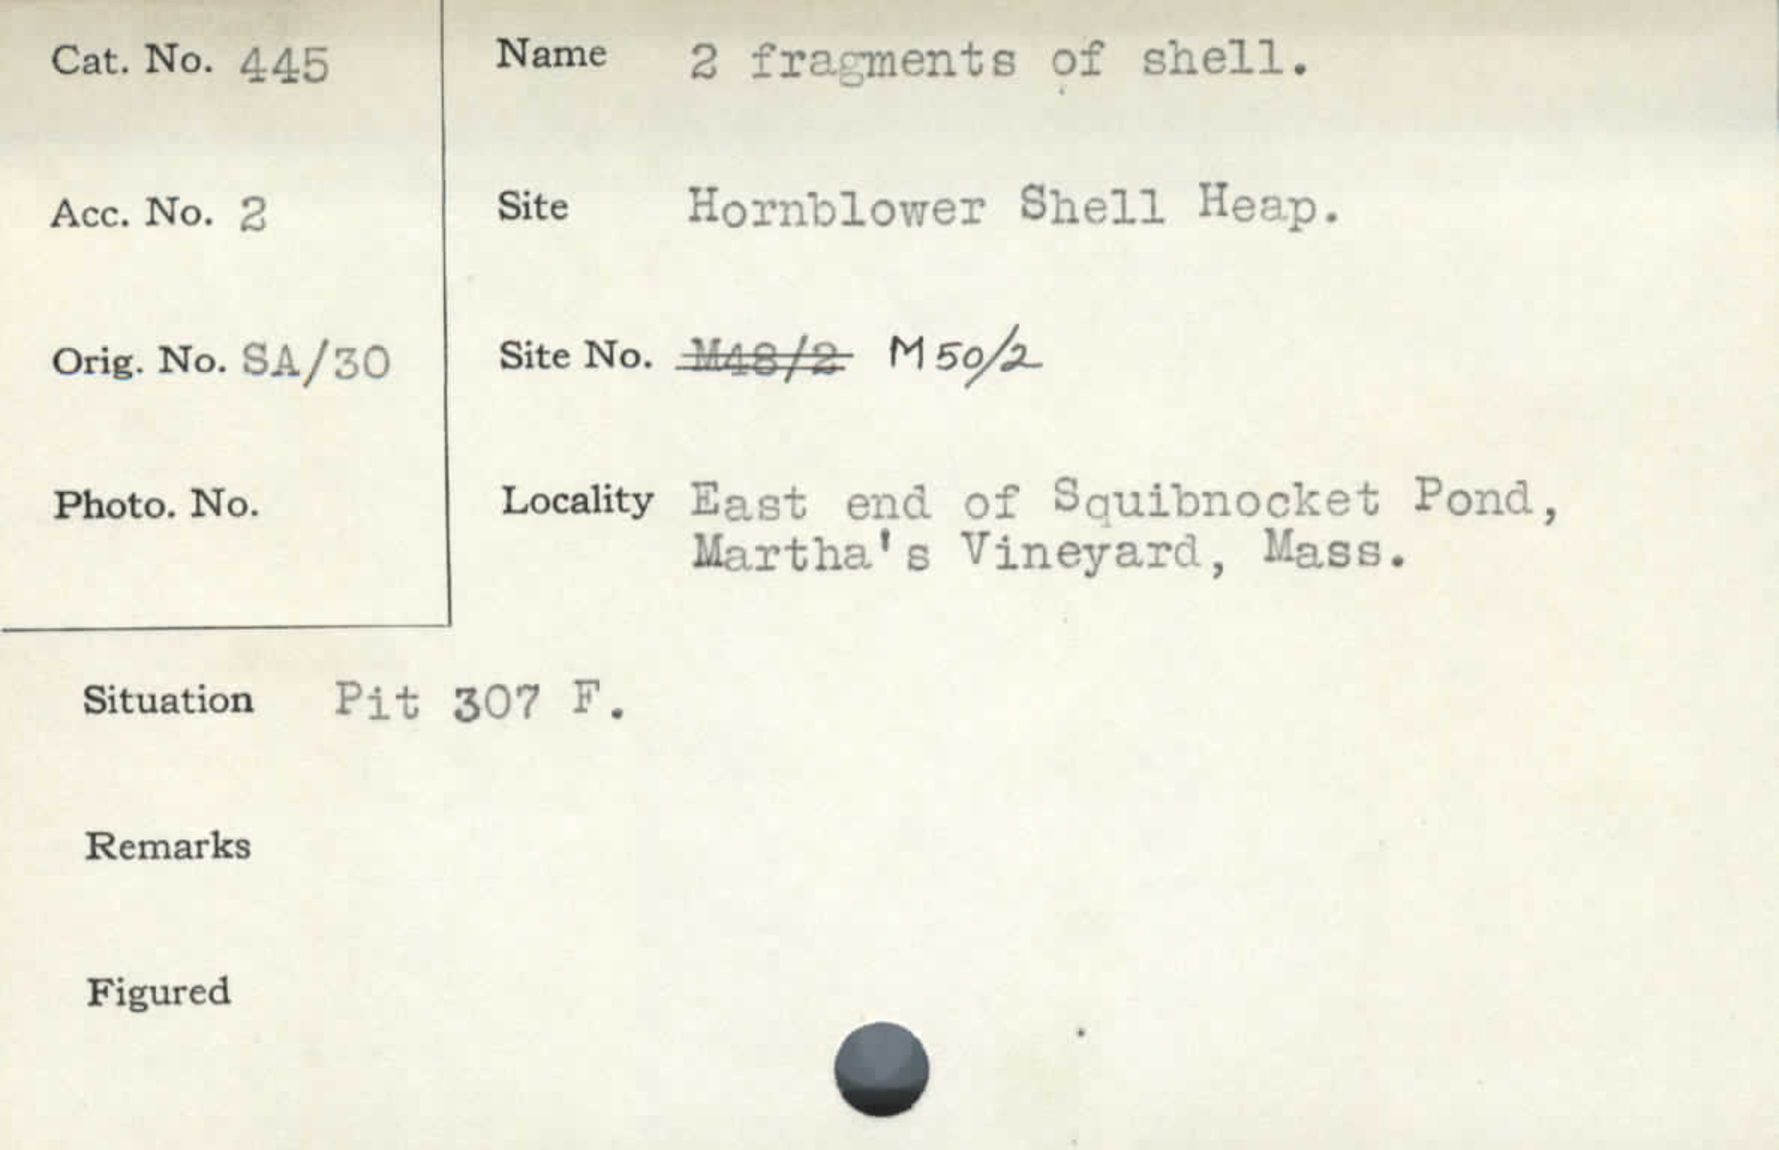 Cat. No. 445
Name 2 fragments of shell.
Acc. No. 2
Site Hornblower Shell Heap.
Orig. No. SA/30
Site No. M48/2 M50/2
Photo. No.
Locality East end of Squibnocket Pond,
Martha's Vineyard, Mass.
Situation Pit 307 F.
Remarks
Figured